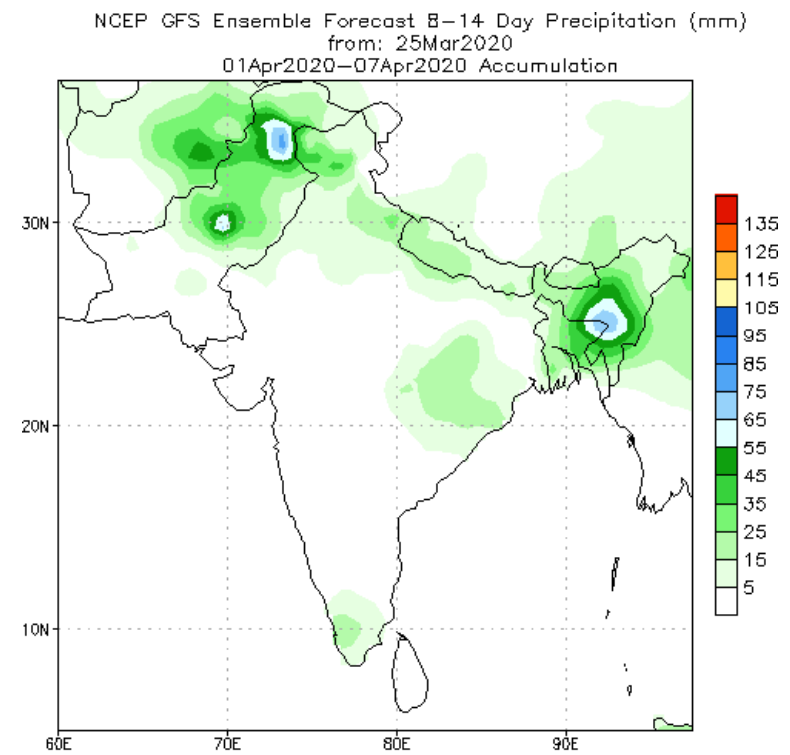 NCEP GFS Ensemble Forecast 8-14 Day Precipitation (mm)
from: 25Mar2020
01Apr2020-07Apr2020 Accumulation
30N
20N
10N
60E
70E
80E
90E
135
125
115
105
95
85
75
65
55
45
35
25
15
5